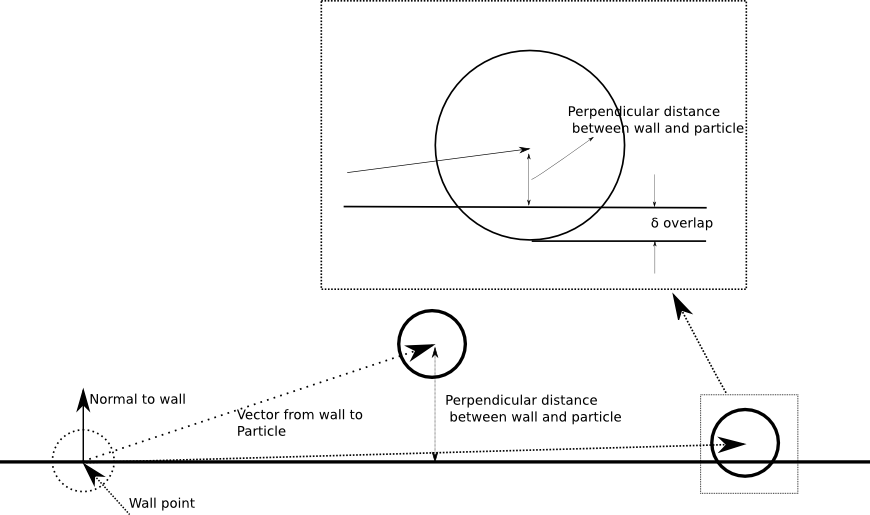 Perpendicular distance
between wall and particle
δ overlap
Normal to wall
Perpendicular distance
between wall and particle
Vector from wall to
Particle
Wall point